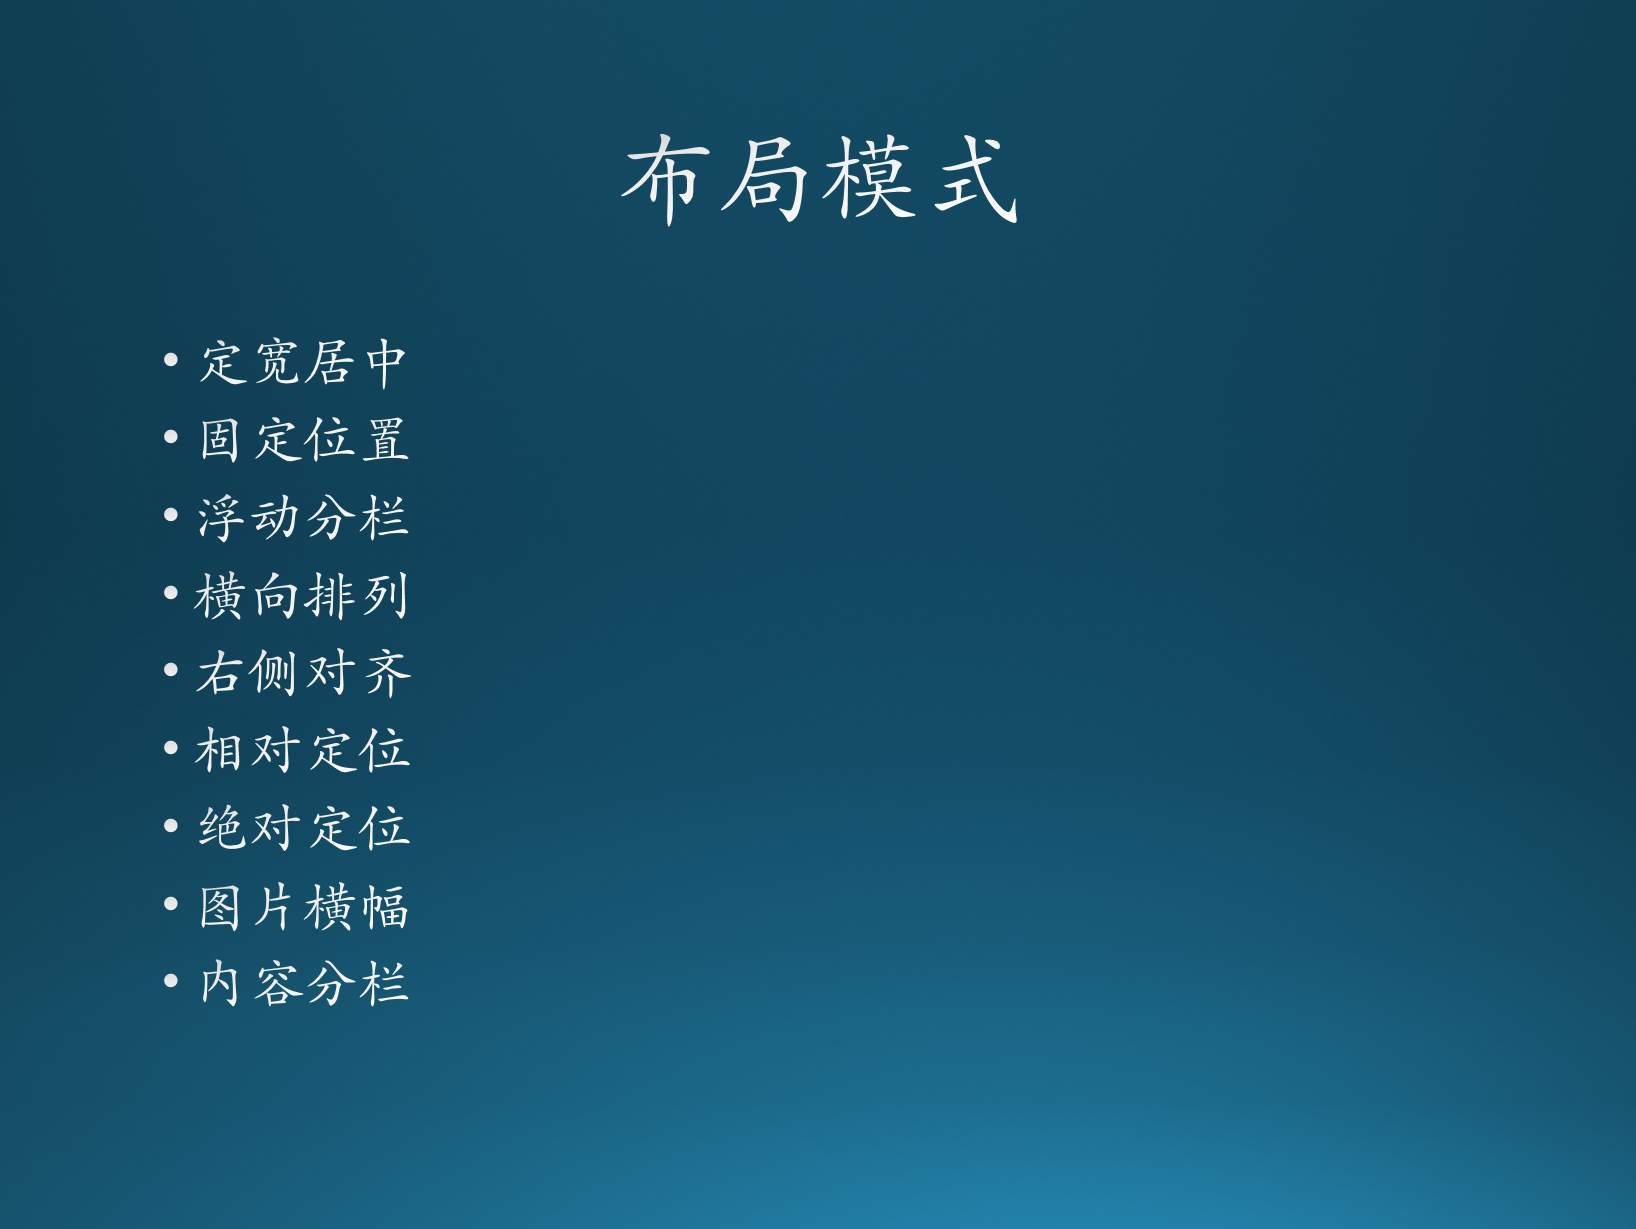 布局模式
• 定宽居中
• 固定位置
• 浮动分栏
• 横向排列
• 右侧对齐
• 相对定位
• 绝对定位
• 图片横幅
• 内容分栏